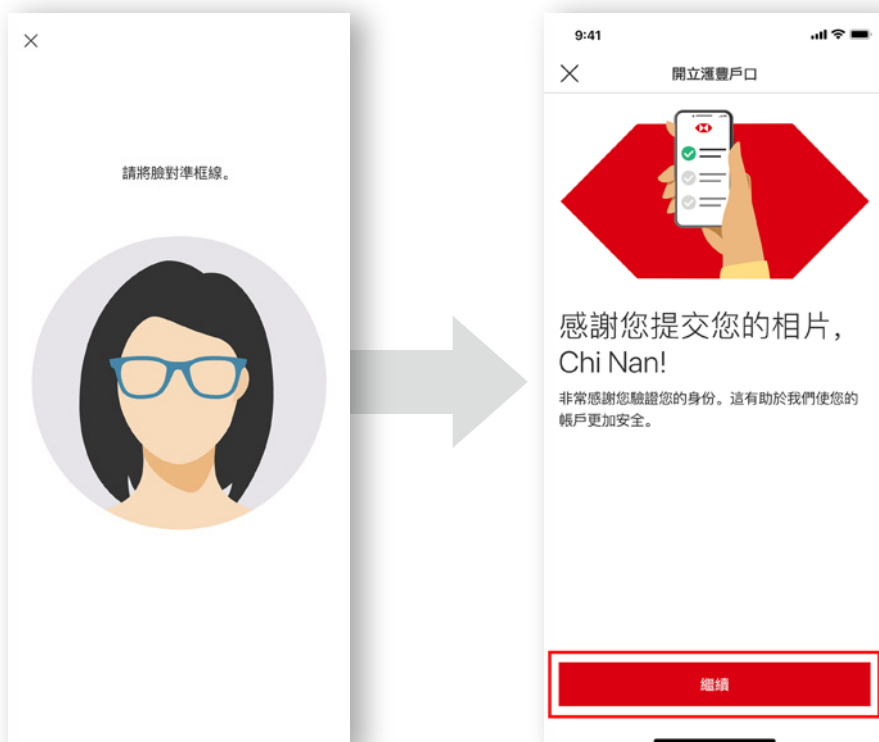 請將臉對準框線。
9:41
開立滙豐戶口
感謝您提交您的相片,
Chi Nan!
非常感謝您驗證您的身份。這有助於我們使您的
帳戶更加安全。
繼續